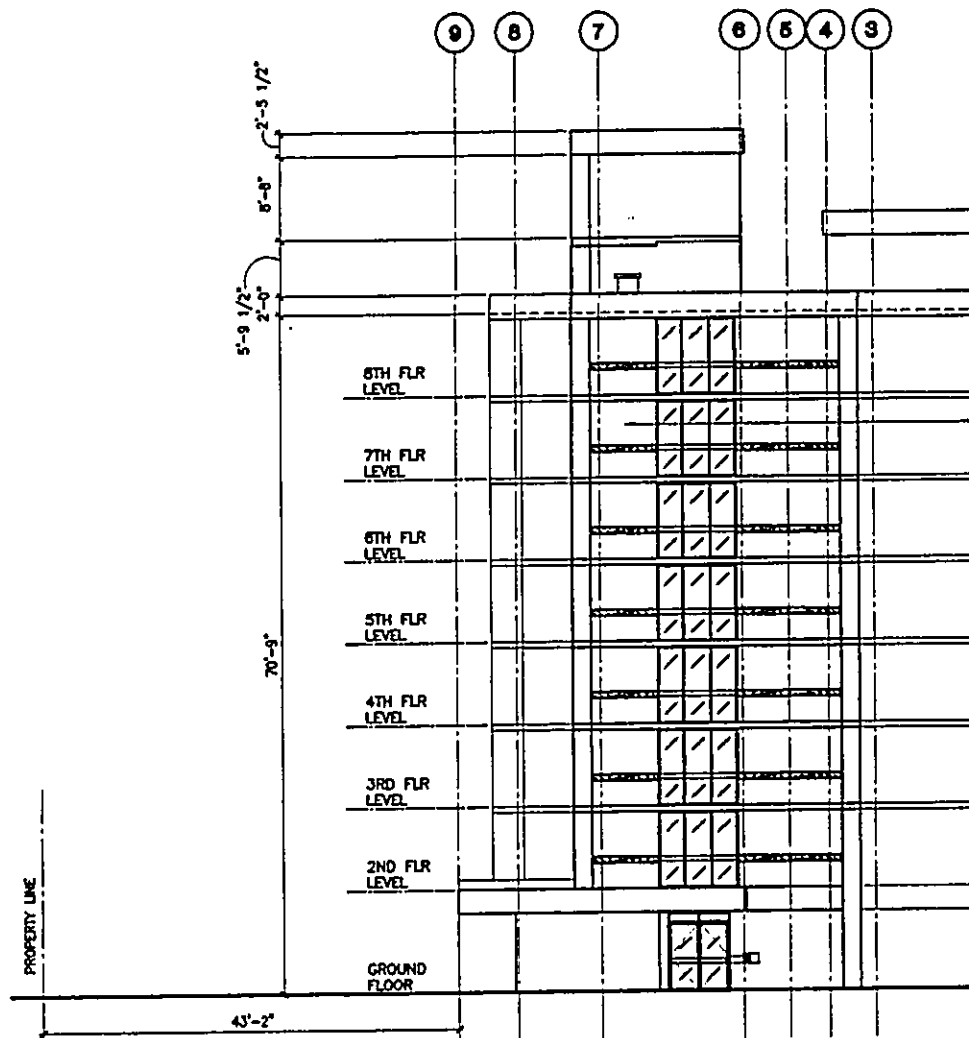 9 8 7 6 5 4 3
2'-5 1/2"
8'-8"
5'-9 1/2"
2'-0"
8TH FLR
LEVEL
7TH FLR
LEVEL
6TH FLR
LEVEL
5TH FLR
LEVEL
70'-9"
4TH FLR
LEVEL
3RD FLR
LEVEL
2ND FLR
LEVEL
PROPERTY LINE
GROUND
FLOOR
43'-2"